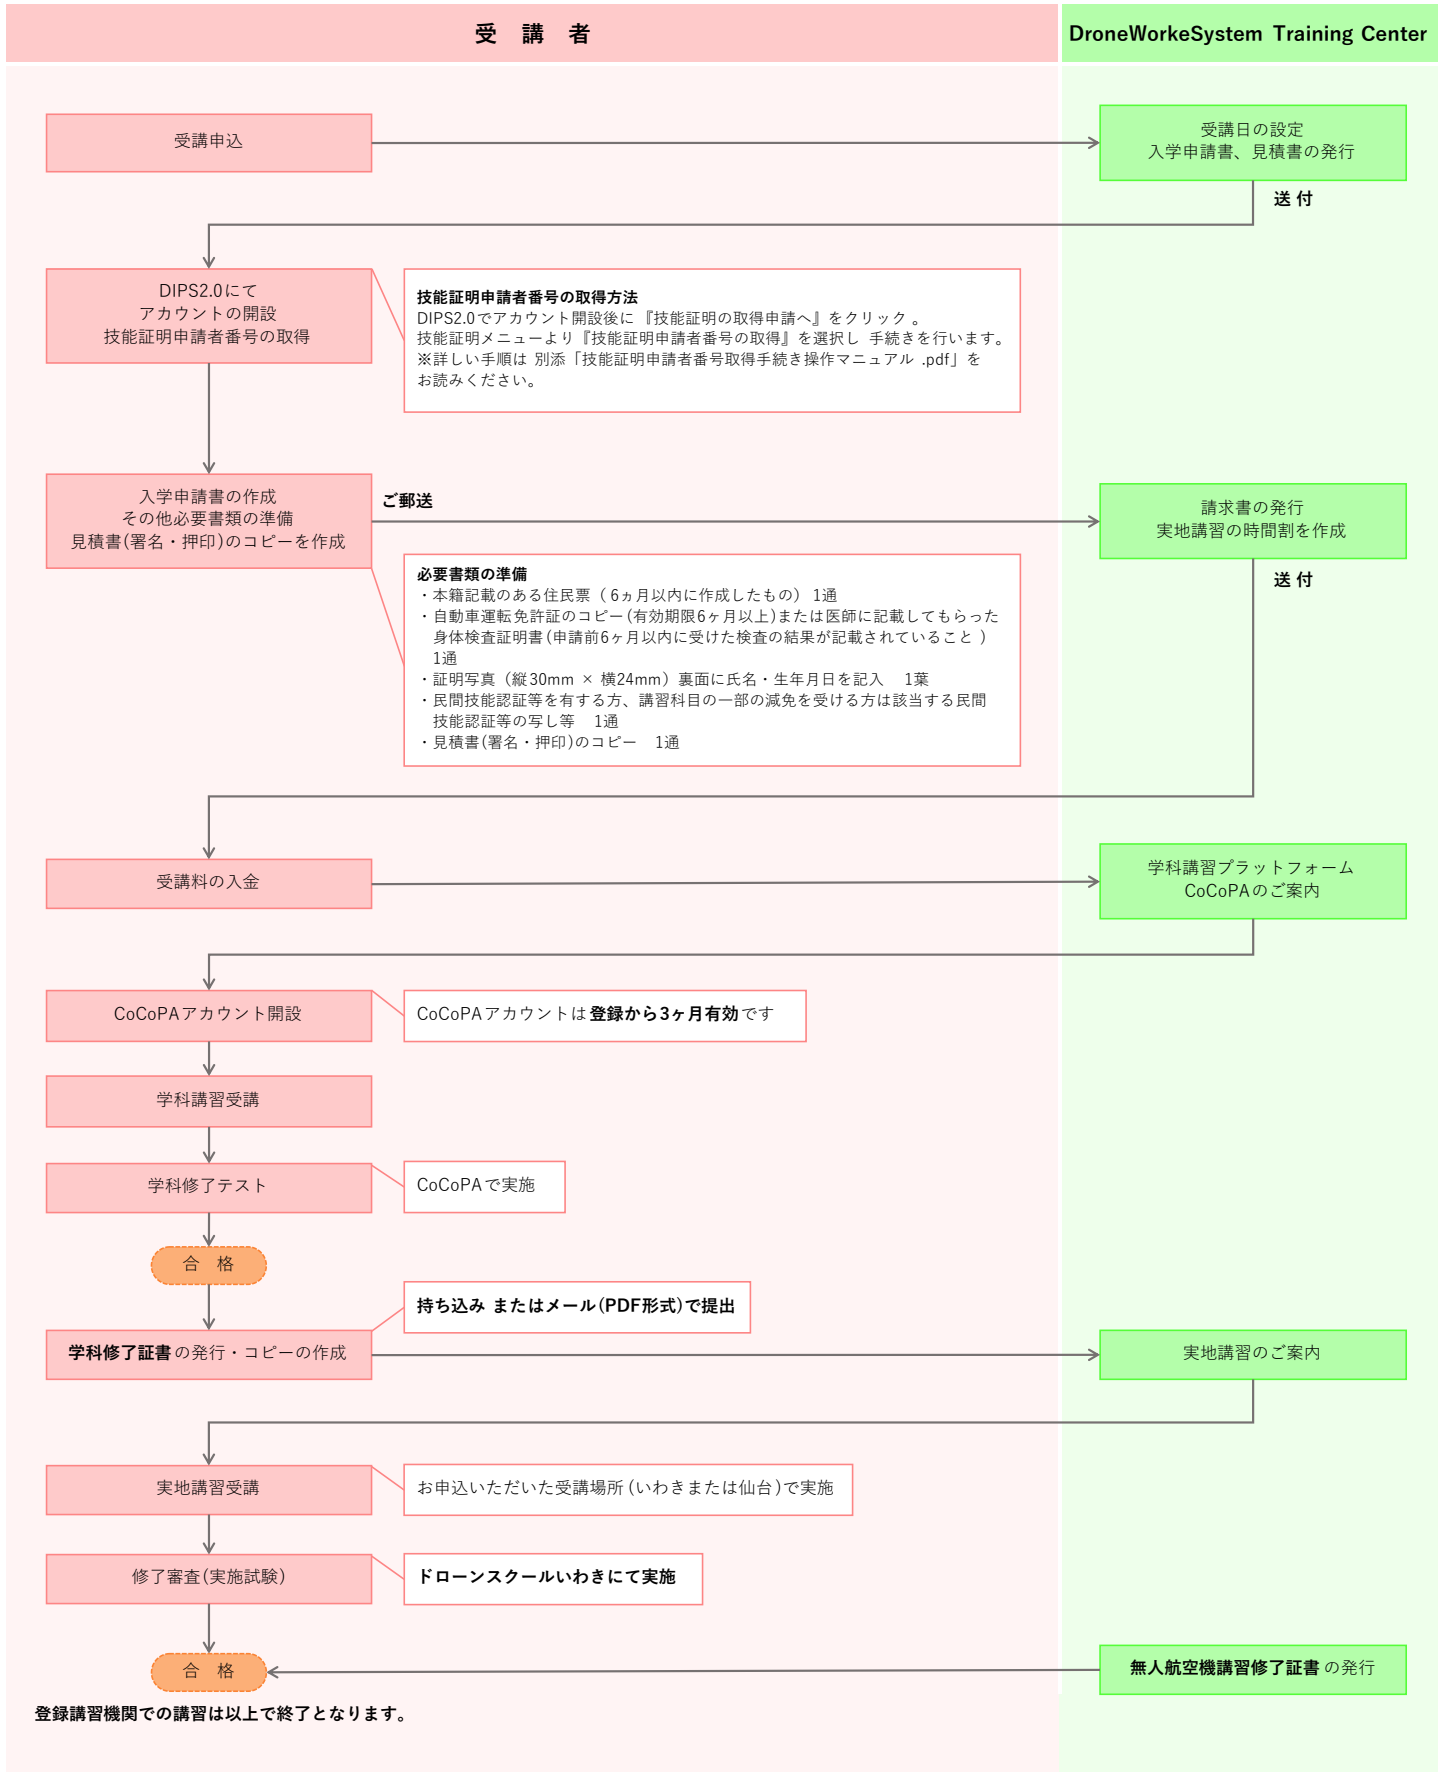 受 講 者
DroneWorkeSystem Training Center
受講申込
受講日の設定
入学申請書、見積書の発行
送 付
DIPS2.0にて
アカウントの開設
技能証明申請者番号の取得
技能証明申請者番号の取得方法
DIPS2.0でアカウント開設後に『技能証明の取得申請へ』をクリック 。
技能証明メニューより『技能証明申請者番号の取得』を選択し 手続きを行います。
※詳しい手順は 別添「技能証明申請者番号取得手続き操作マニュアル .pdf」を
お読みください。
入学申請書の作成
その他必要書類の準備
見積書(署名・押印)のコピーを作成
ご郵送
請求書の発行
実地講習の時間割を作成
送 付
必要書類の準備
・本籍記載のある住民票（ 6ヵ月以内に作成したもの） 1通
・自動車運転免許証のコピー(有効期限6ヶ月以上)または医師に記載してもらった
身体検査証明書(申請前6ヶ月以内に受けた検査の結果が記載されていること ）
1通
・証明写真（縦30mm × 横24mm）裏面に氏名・生年月日を記入　1葉
・民間技能認証等を有する方、講習科目の一部の減免を受ける方は該当する民間
技能認証等の写し等　1通
・見積書(署名・押印)のコピー　1通
受講料の入金
学科講習プラットフォーム
CoCoPAのご案内
CoCoPAアカウント開設
CoCoPAアカウントは登録から3ヶ月有効です
学科講習受講
学科修了テスト
CoCoPAで実施
合　格
持ち込み またはメール(PDF形式)で提出
学科修了証書の発行・コピーの作成
実地講習のご案内
実地講習受講
お申込いただいた受講場所(いわきまたは仙台)で実施
修了審査(実施試験)
ドローンスクールいわきにて実施
合　格
無人航空機講習修了証書の発行
登録講習機関での講習は以上で終了となります。